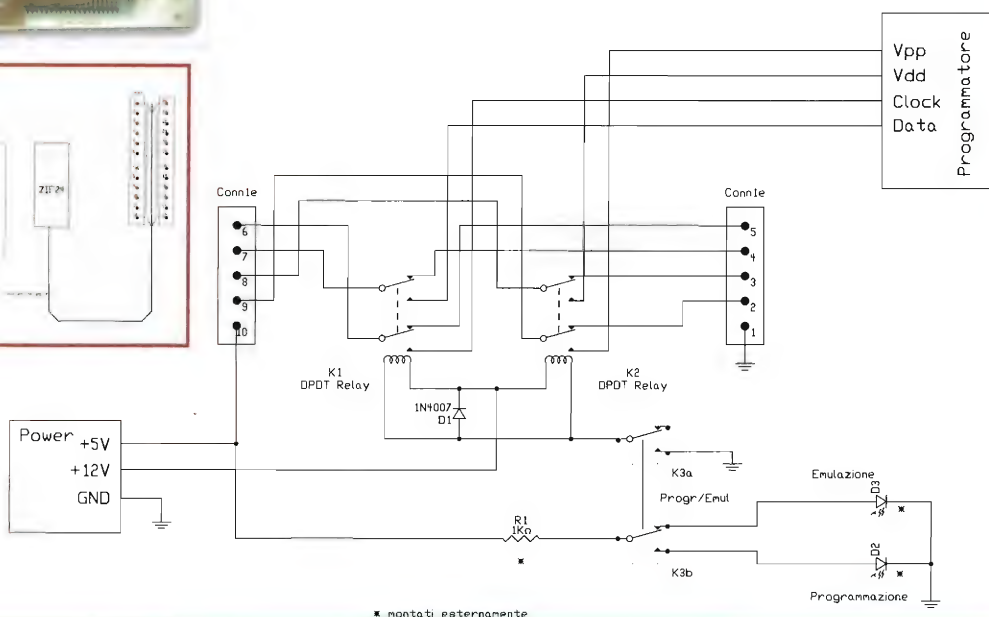 Vpp
Vdd
Clock
Data
Programmatore
ZIF24
Conn1e
6
7
8
9
10
Conn1e
5
4
3
2
1
K1
DPDT Relay
K2
DPDT Relay
1N4007
D1
Power
+5V
+12V
GND
K3a
Progr/Emul
K3b
R1
1KΩ
*
Emulazione
D3
*
D2
*
Programmazione
* montati esternamente